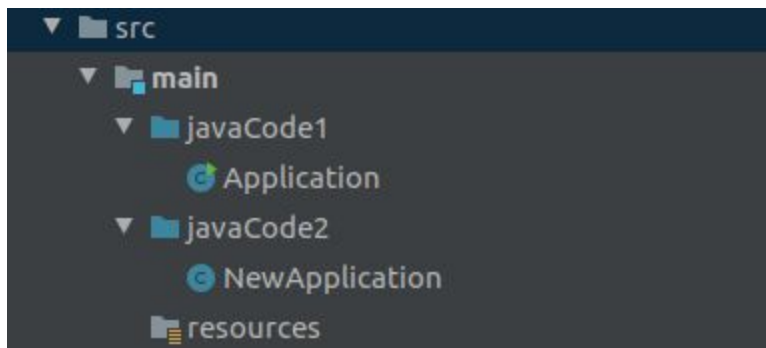 src
main
javaCode1
Application
javaCode2
NewApplication
resources